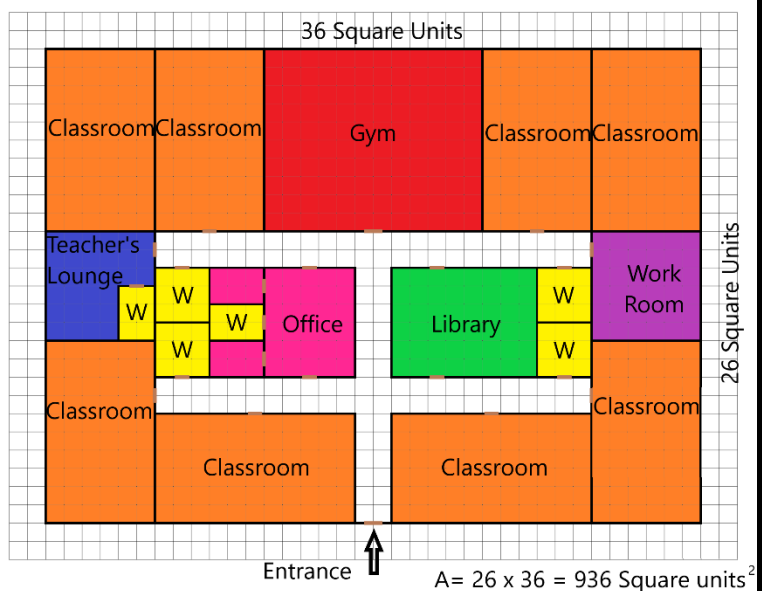 36 Square Units
Classroom
Classroom
Gym
Classroom
Classroom
Teacher's
Lounge
W
W
W
W
Office
Library
W
W
Work
Room
26 Square Units
Classroom
Classroom
Classroom
Classroom
Entrance
A= 26 x 36 = 936 Square units²